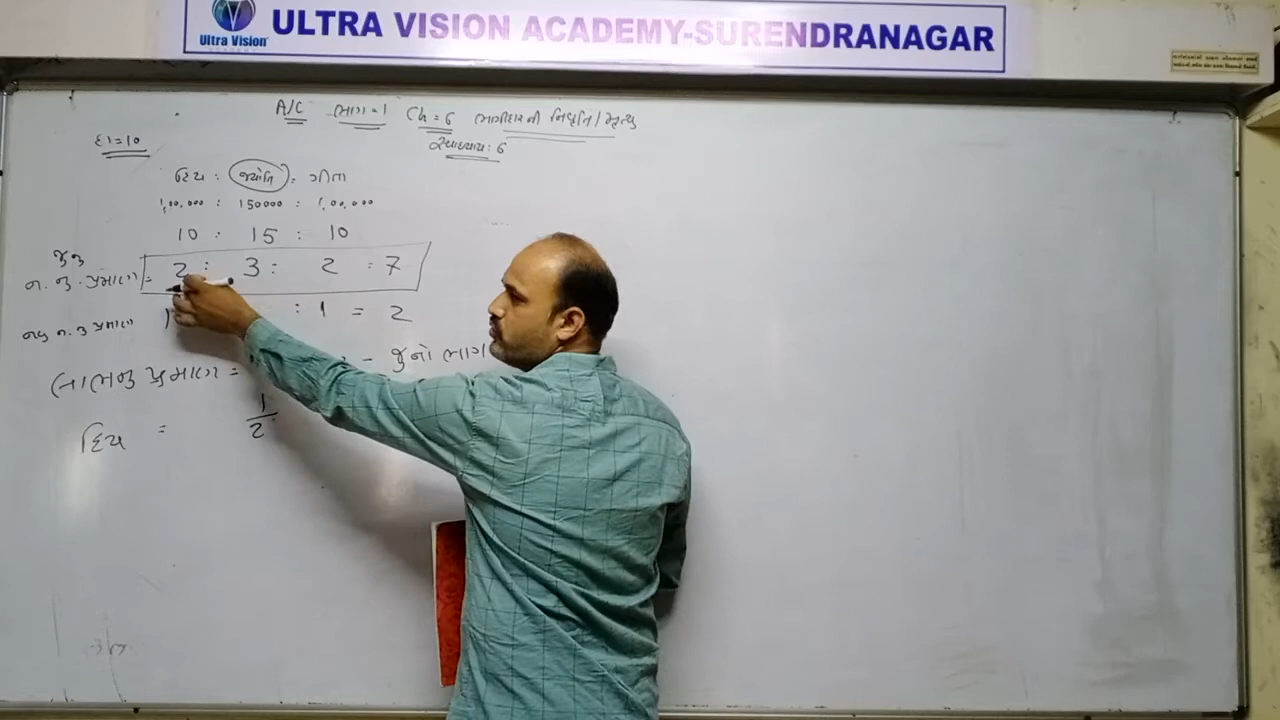 Ultra Vision
ULTRA VISION ACADEMY-SURENDRANAGAR
A/C ભાગ=1 Ch=6 ભાગીદારની નિવૃત્તિ/મૃત્યુ
સ્વાધ્યાય: 6
દા=10
દિપ : જ્યોતિ : ગીતા
1,00,000 : 150000 : 1,00,000
10 : 15 : 10
જુનુ
ન.નુ.પ્રમાણ = 2 : 3 : 2 = 7
નવુ ન.નુ પ્રમાણ 1 : 1 = 2
લાભનુ પ્રમાણ = - જુનો ભાગ
દિપ = 1/2